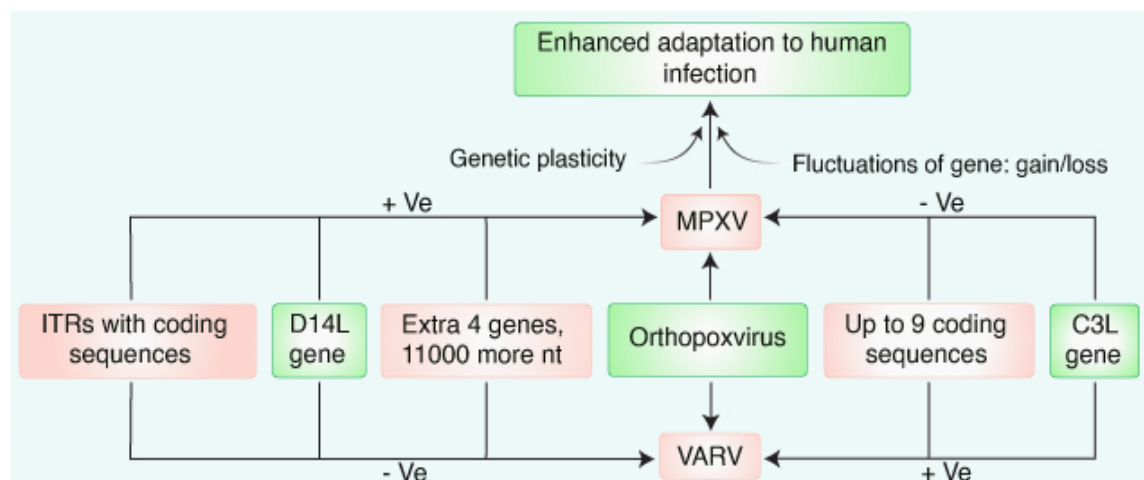 Enhanced adaptation to human
infection
Genetic plasticity
Fluctuations of gene: gain/loss
+ Ve
MPXV
- Ve
ITRs with coding
sequences
D14L
gene
Extra 4 genes,
11000 more nt
Orthopoxvirus
Up to 9 coding
sequences
C3L
gene
- Ve
VARV
+ Ve